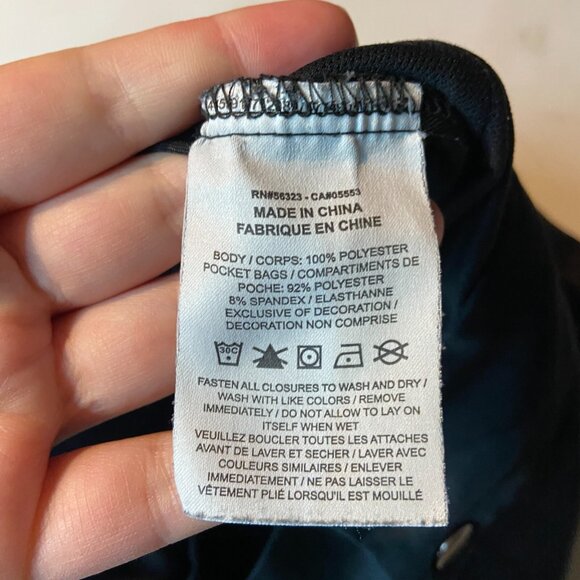 RN#56323 - CA#05553
MADE IN CHINA
FABRIQUE EN CHINE
BODY / CORPS: 100% POLYESTER
POCKET BAGS / COMPARTIMENTS DE
POCHE: 92% POLYESTER
8% SPANDEX / ELASTHANNE
EXCLUSIVE OF DECORATION /
DECORATION NON COMPRISE
30C
FASTEN ALL CLOSURES TO WASH AND DRY /
WASH WITH LIKE COLORS / REMOVE
IMMEDIATELY / DO NOT ALLOW TO LAY ON
ITSELF WHEN WET
VEUILLEZ BOUCLER TOUTES LES ATTACHES
AVANT DE LAVER ET SECHER / LAVER AVEC
COULEURS SIMILAIRES / ENLEVER
IMMEDIATEMENT / NE PAS LAISSER LE
VÊTEMENT PLIÉ LORSQU'IL EST MOUILLÉ